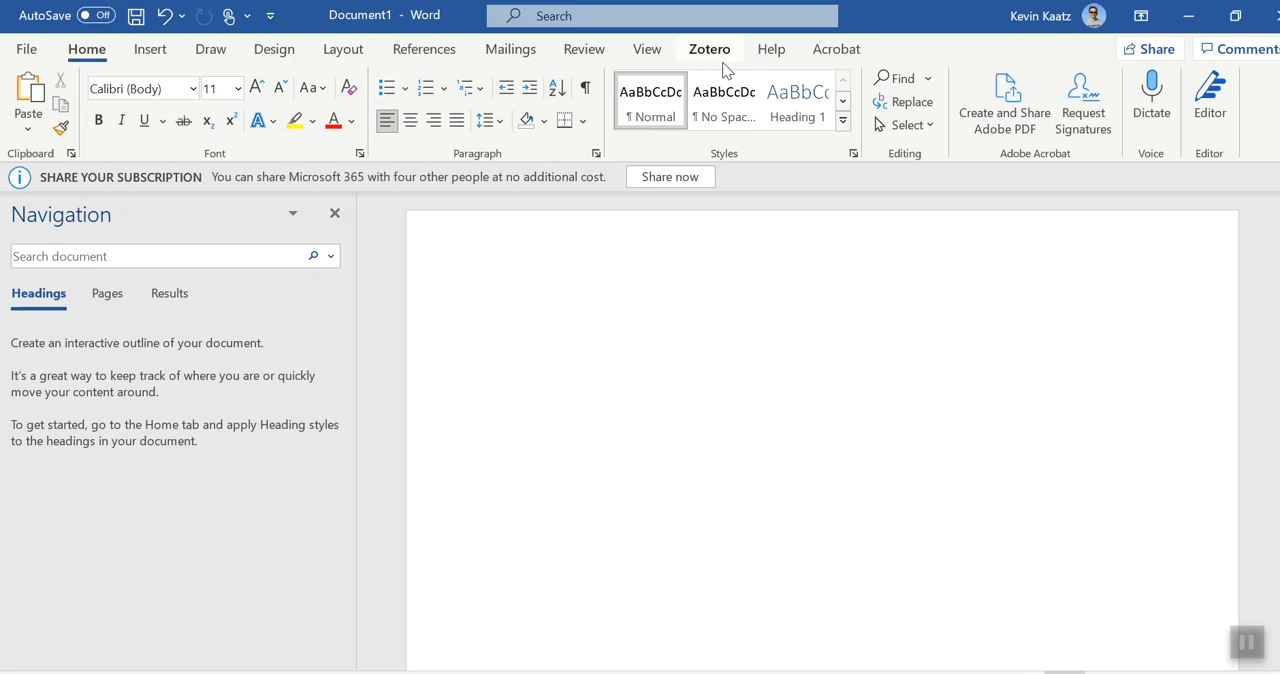 AutoSave Off Document1 - Word Search Kevin Kaatz
File Home Insert Draw Design Layout References Mailings Review View Zotero Help Acrobat Share Comments
Paste Calibri (Body) 11 Aa AaBbCcDc AaBbCcDc AaBbCc Find Replace Select Create and Share Adobe PDF Request Signatures Dictate Editor
¶ Normal ¶ No Spac... Heading 1
Clipboard Font Paragraph Styles Editing Adobe Acrobat Voice Editor
SHARE YOUR SUBSCRIPTION You can share Microsoft 365 with four other people at no additional cost. Share now
Navigation
Search document
Headings Pages Results
Create an interactive outline of your document.
It's a great way to keep track of where you are or quickly
move your content around.
To get started, go to the Home tab and apply Heading styles
to the headings in your document.